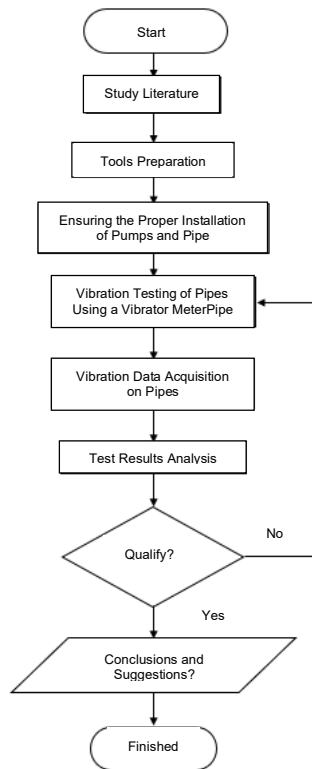 Start
Study Literature
Tools Preparation
Ensuring the Proper Installation
of Pumps and Pipe
Vibration Testing of Pipes
Using a Vibrator MeterPipe
Vibration Data Acquisition
on Pipes
Test Results Analysis
Qualify?
No
Yes
Conclusions and
Suggestions?
Finished